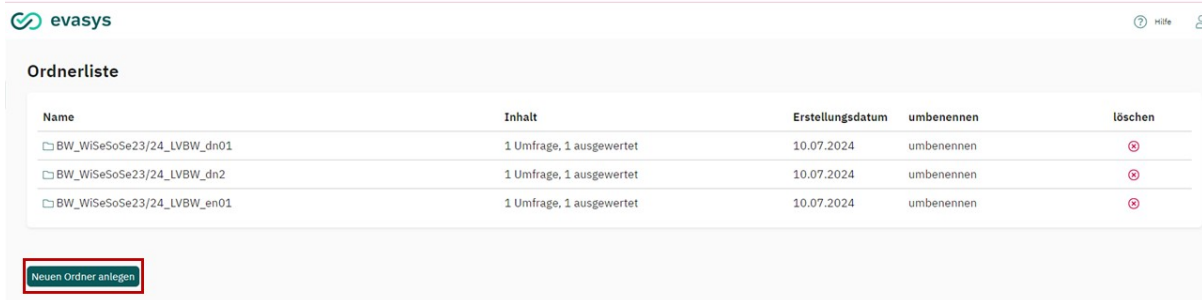 evasys
Hilfe
Ordnerliste
Name Inhalt Erstellungsdatum umbenennen löschen
BW_WiSeSoSe23/24_LVBW_dn01 1 Umfrage, 1 ausgewertet 10.07.2024 umbenennen
BW_WiSeSoSe23/24_LVBW_dn2 1 Umfrage, 1 ausgewertet 10.07.2024 umbenennen
BW_WiSeSoSe23/24_LVBW_en01 1 Umfrage, 1 ausgewertet 10.07.2024 umbenennen
Neuen Ordner anlegen